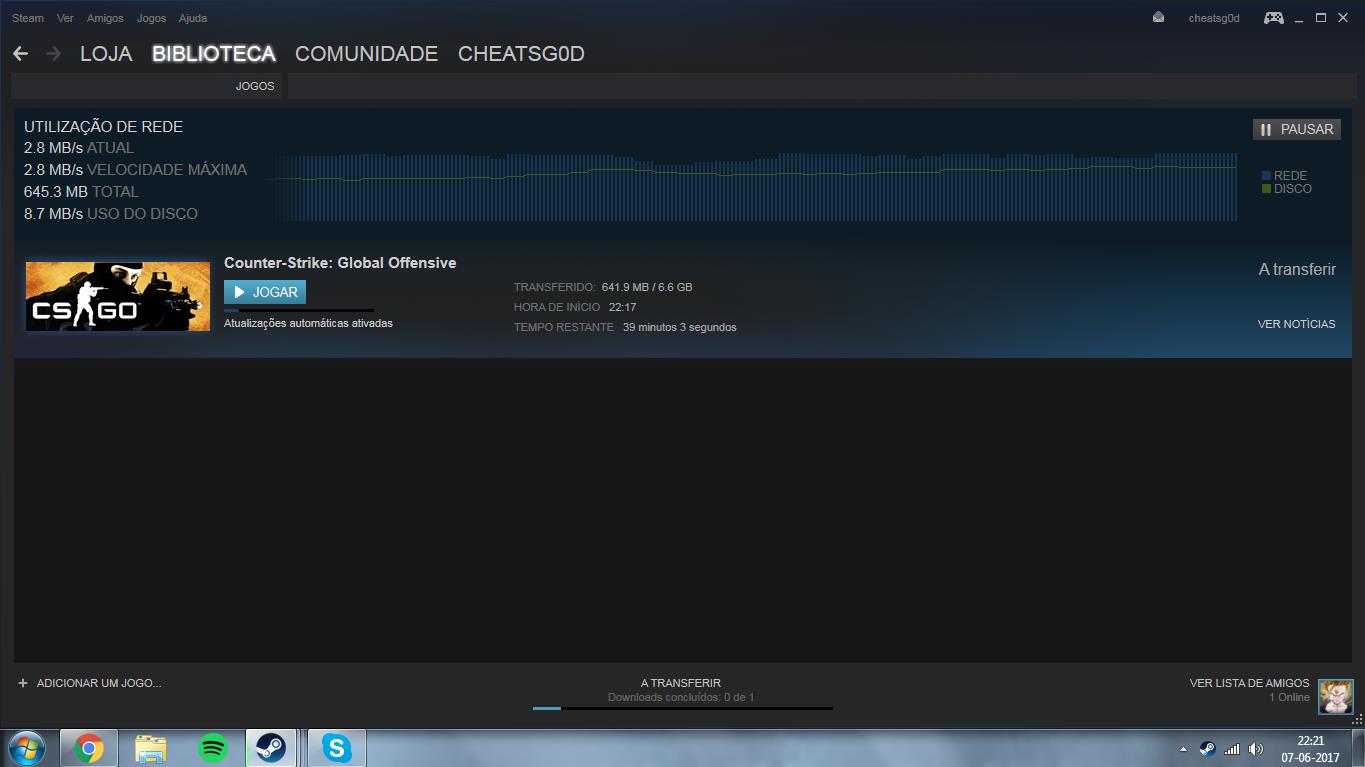 Steam Ver Amigos Jogos Ajuda cheatsg0d
LOJA BIBLIOTECA COMUNIDADE CHEATSG0D
JOGOS
UTILIZAÇÃO DE REDE
2.8 MB/s ATUAL
2.8 MB/s VELOCIDADE MÁXIMA
645.3 MB TOTAL
8.7 MB/s USO DO DISCO
PAUSAR
REDE
DISCO
CS GO
Counter-Strike: Global Offensive
JOGAR
Atualizações automáticas ativadas
TRANSFERIDO: 641.9 MB / 6.6 GB
HORA DE INÍCIO 22:17
TEMPO RESTANTE 39 minutos 3 segundos
A transferir
VER NOTÍCIAS
+ ADICIONAR UM JOGO...
A TRANSFERIR
Downloads concluídos: 0 de 1
VER LISTA DE AMIGOS
1 Online
22:21
07-06-2017